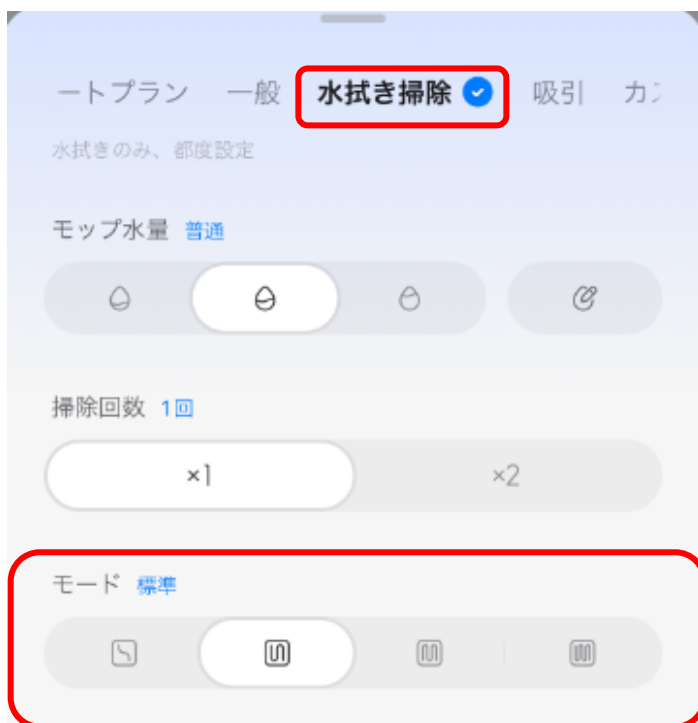 ートプラン 一般 水拭き掃除 吸引
水拭きのみ、都度設定
モップ水量 普通
掃除回数 1回
×1 ×2
モード 標準